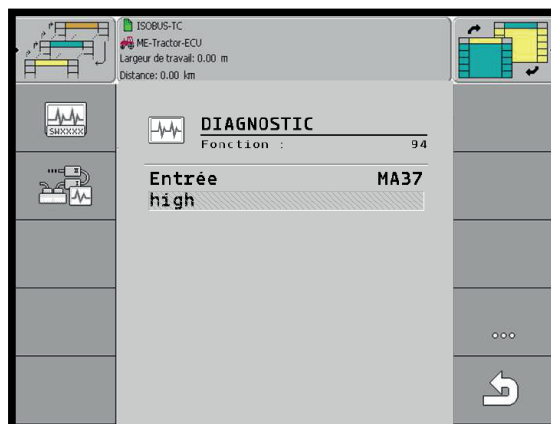 ISOBUS-TC
ME-Tractor-ECU
Largeur de travail: 0.00 m
Distance: 0.00 km
SWXXXX
DIAGNOSTIC
Fonction : 94
Entrée MA37
high